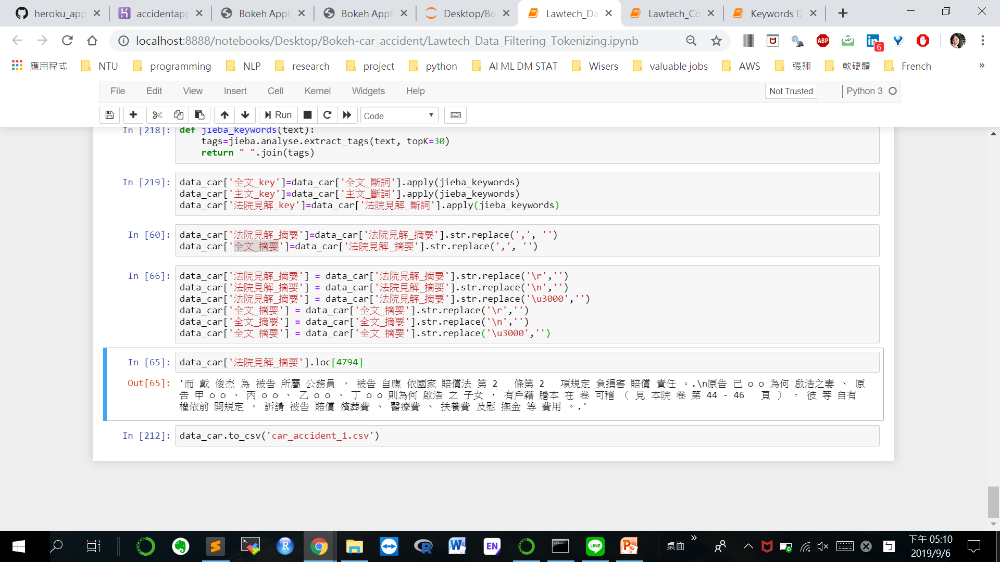 heroku_app
accidentapp
Bokeh Appli
Bokeh Appli
Desktop/Bo
Lawtech_Da
Lawtech_Co
Keywords D
localhost:8888/notebooks/Desktop/Bokeh-car_accident/Lawtech_Data_Filtering_Tokenizing.ipynb
ABP
in
6
應用程式
NTU
programming
NLP
research
project
python
AI ML DM STAT
Wisers
valuable jobs
AWS
張翔
軟硬體
French
»
File
Edit
View
Insert
Cell
Kernel
Widgets
Help
Not Trusted
Python 3
Run
Code
In [218]: def jieba_keywords(text):
tags=jieba.analyse.extract_tags(text, topK=30)
return " ".join(tags)
In [219]: data_car['全文_key']=data_car['全文_斷詞'].apply(jieba_keywords)
data_car['主文_key']=data_car['主文_斷詞'].apply(jieba_keywords)
data_car['法院見解_key']=data_car['法院見解_斷詞'].apply(jieba_keywords)
In [60]: data_car['法院見解_摘要']=data_car['法院見解_摘要'].str.replace(',', '')
data_car['全文_摘要']=data_car['法院見解_摘要'].str.replace(',', '')
In [66]: data_car['法院見解_摘要'] = data_car['法院見解_摘要'].str.replace('\r','')
data_car['法院見解_摘要'] = data_car['法院見解_摘要'].str.replace('\n','')
data_car['法院見解_摘要'] = data_car['法院見解_摘要'].str.replace('\u3000','')
data_car['全文_摘要'] = data_car['全文_摘要'].str.replace('\r','')
data_car['全文_摘要'] = data_car['全文_摘要'].str.replace('\n','')
data_car['全文_摘要'] = data_car['全文_摘要'].str.replace('\u3000','')
In [65]: data_car['法院見解_摘要'].loc[4794]
Out[65]: '而 戴 俊杰 為 被告 所屬 公務員 ， 被告 自應 依國家 賠償法 第 2 條第 2 項規定 負損害 賠償 責任 。.\n原告 己 o o 為何 啟浩之妻 、 原
告 甲 o o 、 丙 o o 、 乙 o o 、 丁 o o 則為何 啟浩 之 子女 ， 有戶籍 謄本 在 卷 可稽 （ 見 本院 卷 第 44 - 46 頁 ） ， 彼 等 自有
權依前 開規定 ， 訴請 被告 賠償 殯葬費 、 醫療費 、 扶養費 及慰 撫金 等 費用 。.'
In [212]: data_car.to_csv('car_accident_1.csv')
R
R
W
EN
LINE
P
桌面
»
下午 05:10
2019/9/6